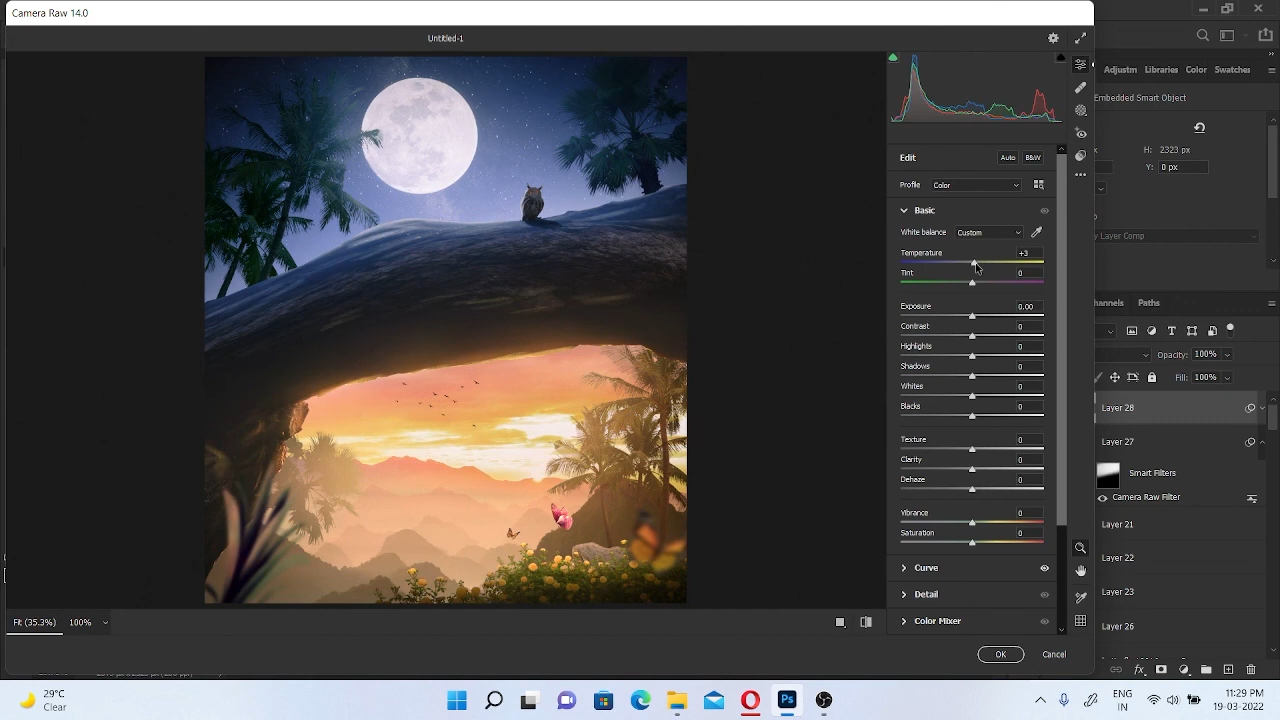 Camera Raw 14.0
Untitled-1
Adjustm Libraries Color Swatches
Embedded Smart Object
Edit Auto B&W
H: 2323 px
Y: 0 px
Profile Color
Basic
White balance Custom
y Layer Comp
Temperature +3
Tint 0
Exposure 0.00
hannels Paths
Contrast 0
Highlights 0
Opacity: 100%
Shadows 0
Fill: 100%
Whites 0
Blacks 0
Layer 28
Texture 0
Layer 27
Clarity 0
Dehaze 0
Smart Filters
Camera Raw Filter
Vibrance 0
Layer 21
Saturation 0
Layer 22
Curve
Detail
Layer 23
Color Mixer
Layer 26
Fit (35.3%) 100%
OK Cancel
29°C
Clear
Ps
ENG
IN
11:29 PM
19-03-2022